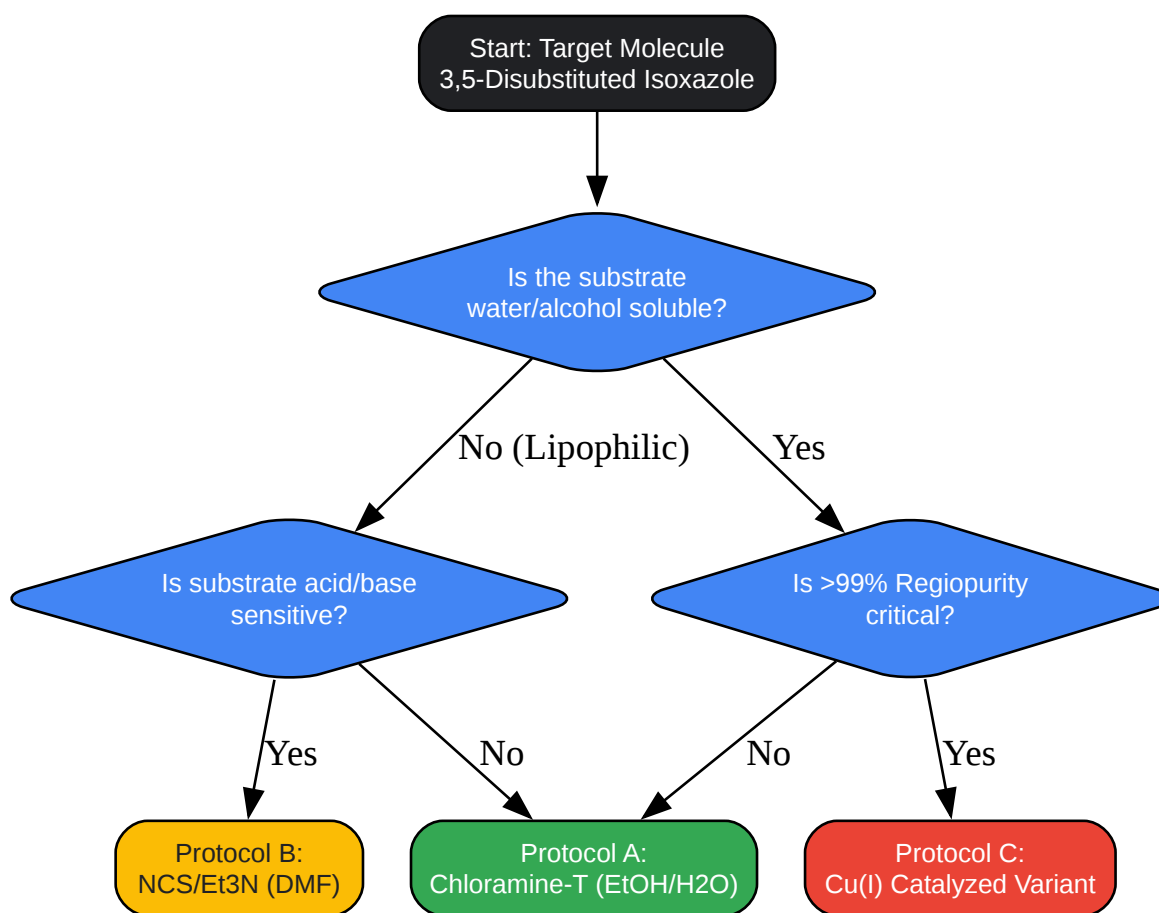 Start: Target Molecule
3,5-Disubstituted Isoxazole
Is the substrate
water/alcohol soluble?
No (Lipophilic)
Yes
Is substrate acid/base
sensitive?
Is >99% Regiopurity
critical?
Yes
No
No
Yes
Protocol B:
NCS/Et3N (DMF)
Protocol A:
Chloramine-T (EtOH/H2O)
Protocol C:
Cu(I) Catalyzed Variant